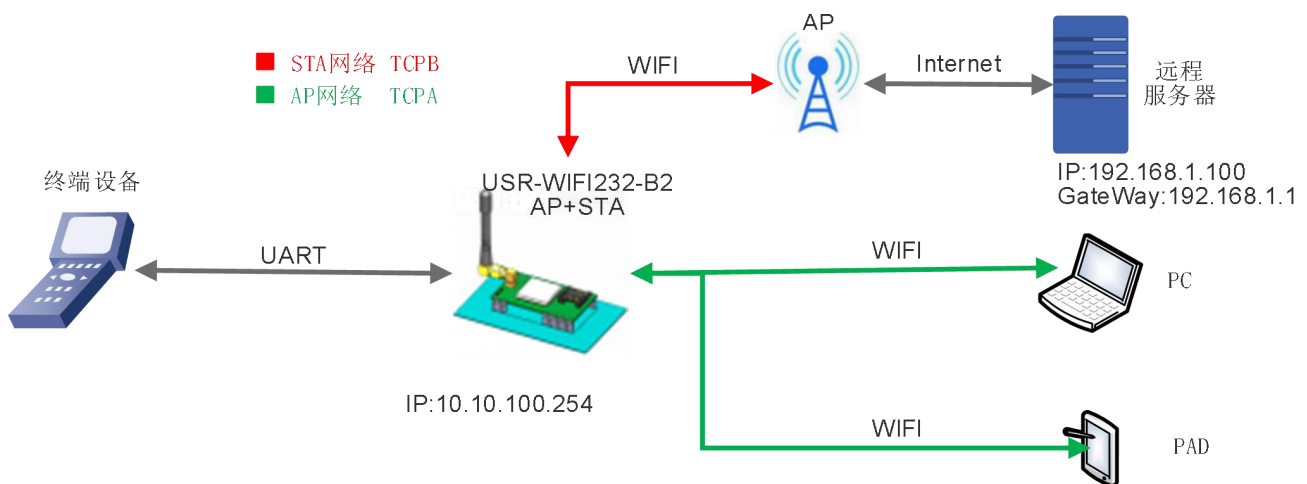 AP
STA网络 TCPB
WIFI
Internet
远程
服务器
AP网络 TCPA
终端设备
USR-WIFI232-B2
AP+STA
IP:192.168.1.100
GateWay:192.168.1.1
UART
WIFI
PC
IP:10.10.100.254
WIFI
PAD